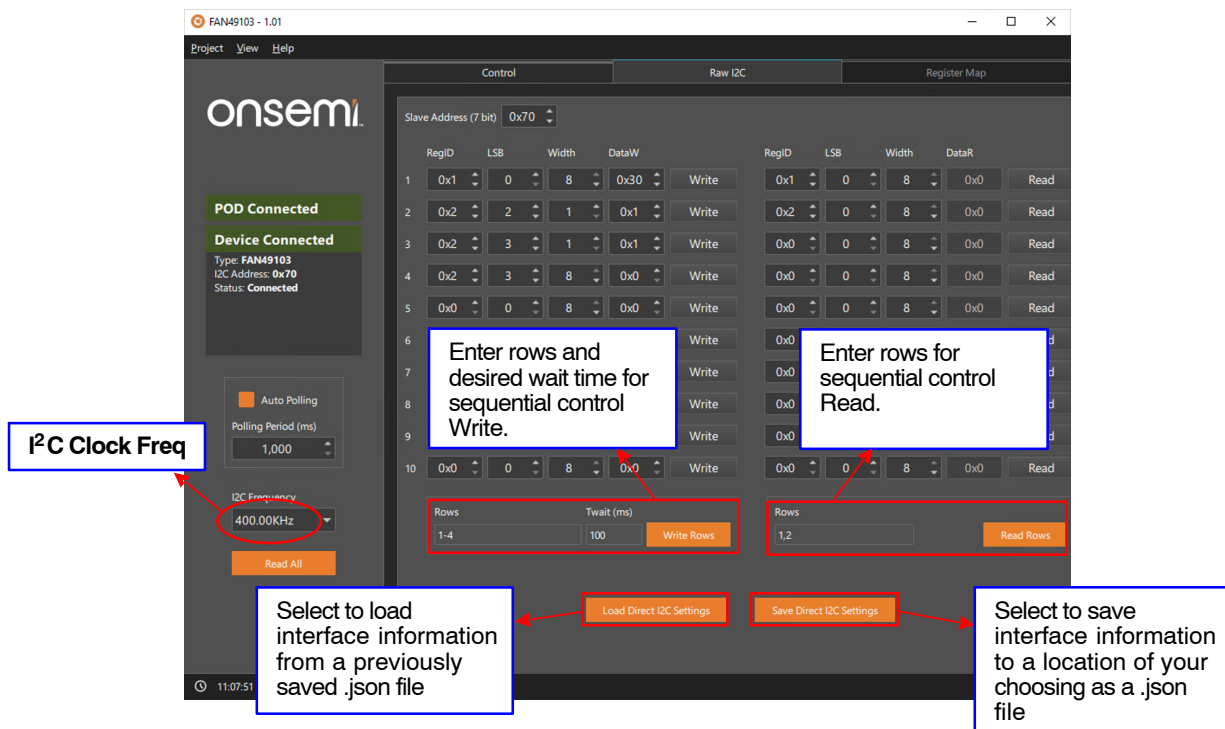 FAN49103 - 1.01
Project View Help
Control Raw I2C Register Map
onsemi
Slave Address (7 bit) 0x70
RegID LSB Width DataW RegID LSB Width DataR
1 0x1 0 8 0x30 Write 0x1 0 8 0x0 Read
POD Connected
2 0x2 2 1 0x1 Write 0x2 0 8 0x0 Read
Device Connected
3 0x2 3 1 0x1 Write 0x0 0 8 0x0 Read
Type: FAN49103
I2C Address: 0x70
Status: Connected
4 0x2 3 8 0x0 Write 0x0 0 8 0x0 Read
5 0x0 0 8 0x0 Write 0x0 0 8 0x0 Read
6 Write 0x0
7 Write 0x0
8 Write 0x0
9 Write 0x0
Enter rows and
desired wait time for
sequential control
Write.
Enter rows for
sequential control
Read.
Auto Polling
Polling Period (ms)
1,000
I²C Clock Freq
10 0x0 0 8 0x0 Write 0x0 0 8 0x0 Read
I2C Frequency
400.00KHz
Rows Twait (ms)
1-4 100 Write Rows
Rows
1,2 Read Rows
Read All
Load Direct I2C Settings Save Direct I2C Settings
Select to load
interface information
from a previously
saved .json file
Select to save
interface information
to a location of your
choosing as a .json
file
11:07:51